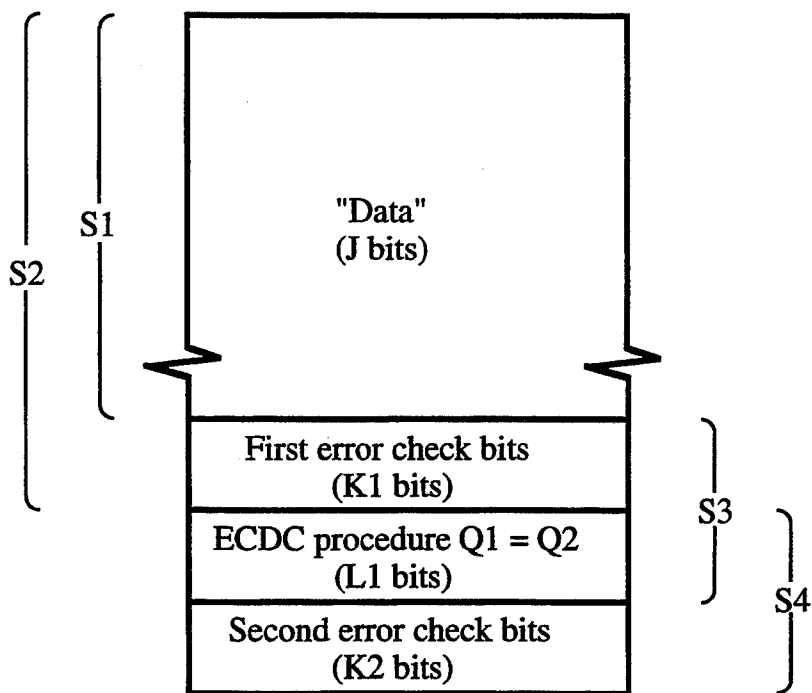 "Data"
(J bits)
S1
S2
First error check bits
(K1 bits)
S3
ECDC procedure Q1 = Q2
(L1 bits)
S4
Second error check bits
(K2 bits)